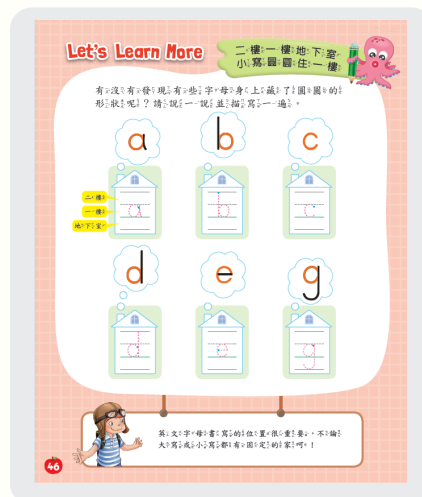 Let's Learn More
二樓一樓地下室
小寫圓圓住一樓
有沒有發現有些字母身上藏了圓圓的
形狀呢？請說一說並描寫一遍。
a b c
二樓
一樓
地下室
a b c
d e g
d e g
英文字母書寫的位置很重要，不論
大寫或小寫都有固定的家呵！
46